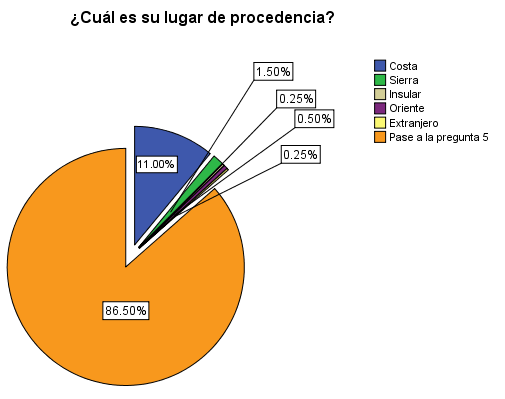 ¿Cuál es su lugar de procedencia?
1.50%
0.25%
0.50%
0.25%
11.00%
86.50%
Costa
Sierra
Insular
Oriente
Extranjero
Pase a la pregunta 5